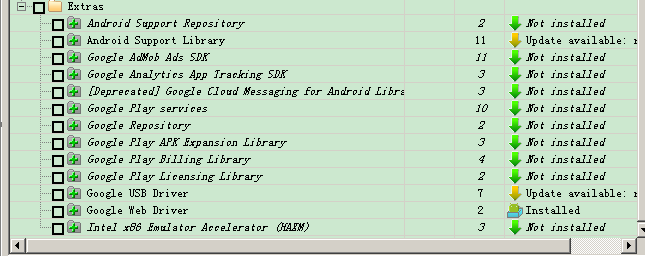 Extras
Android Support Repository 2 Not installed
Android Support Library 11 Update available:
Google AdMob Ads SDK 11 Not installed
Google Analytics App Tracking SDK 3 Not installed
[Deprecated] Google Cloud Messaging for Android Libra 3 Not installed
Google Play services 10 Not installed
Google Repository 2 Not installed
Google Play APK Expansion Library 3 Not installed
Google Play Billing Library 4 Not installed
Google Play Licensing Library 2 Not installed
Google USB Driver 7 Update available:
Google Web Driver 2 Installed
Intel x86 Emulator Accelerator (HAXM) 3 Not installed